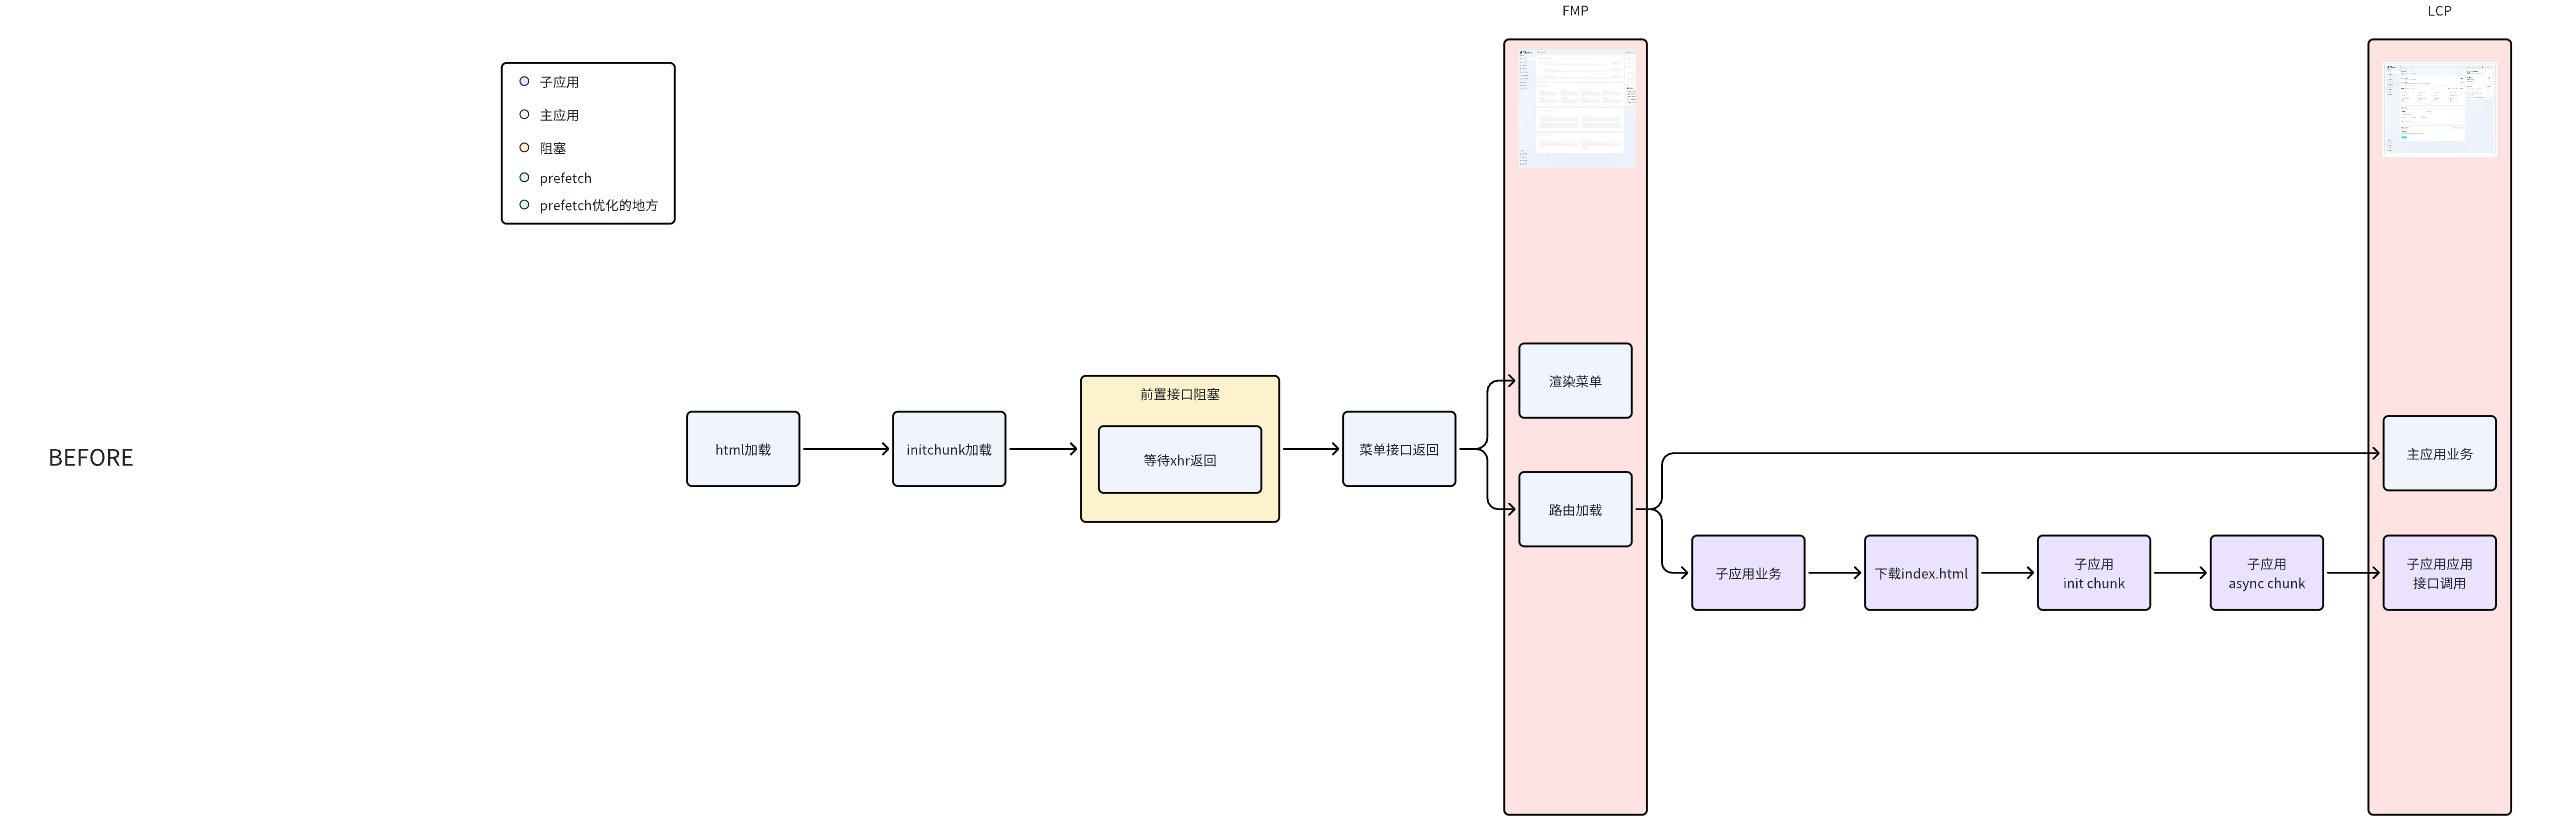 FMP
LCP
子应用
主应用
阻塞
prefetch
prefetch优化的地方
BEFORE
html加载
initchunk加载
前置接口阻塞
等待xhr返回
菜单接口返回
渲染菜单
路由加载
主应用业务
子应用业务
下载index.html
子应用
init chunk
子应用
async chunk
子应用应用
接口调用